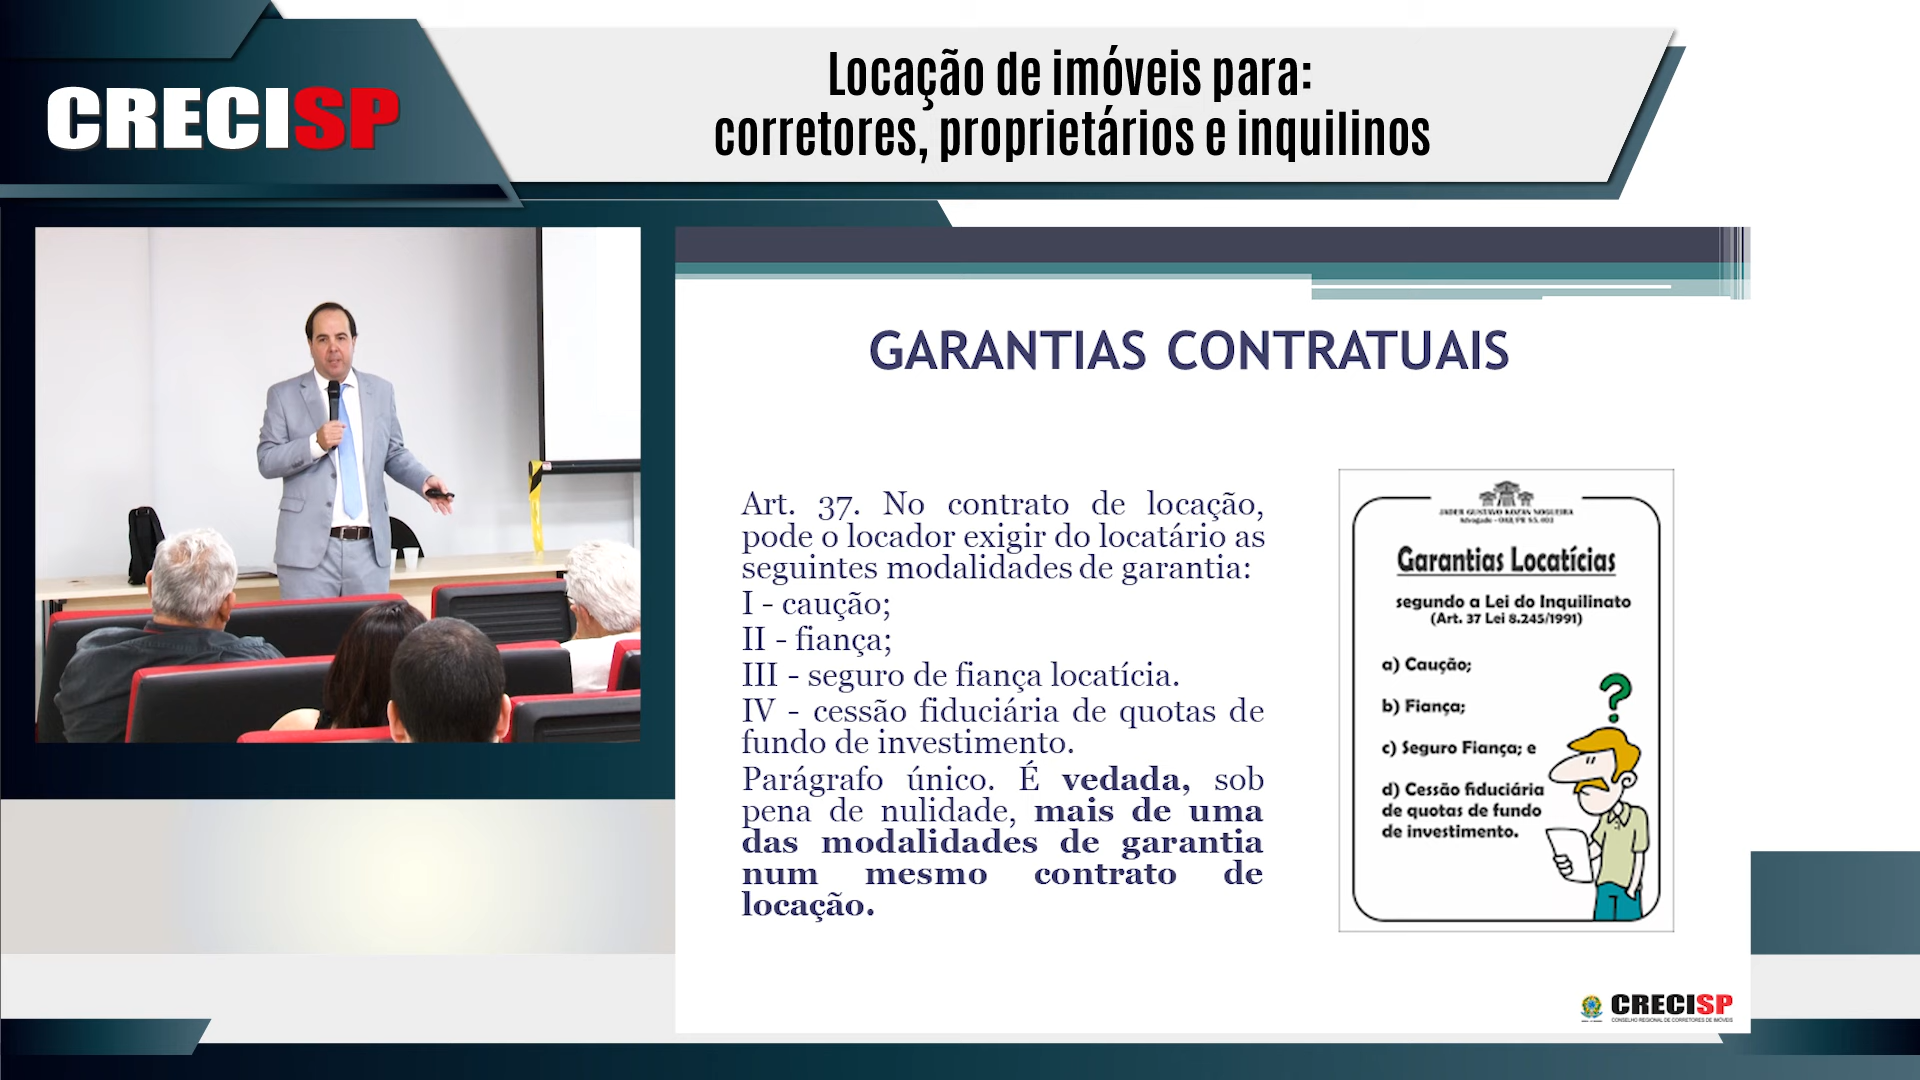 CRECISP
Locação de imóveis para:
corretores, proprietários e inquilinos
GARANTIAS CONTRATUAIS
Art. 37. No contrato de locação,
pode o locador exigir do locatário as
seguintes modalidades de garantia:
I - caução;
II - fiança;
III - seguro de fiança locatícia.
IV - cessão fiduciária de quotas de
fundo de investimento.
Parágrafo único. É vedada, sob
pena de nulidade, mais de uma
das modalidades de garantia
num mesmo contrato de
locação.
JADER GUSTAVO KOZAN NOGUEIRA
Advogado - OAB/PR 55.003
Garantias Locatícias
segundo a Lei do Inquilinato
(Art. 37 Lei 8.245/1991)
a) Caução;
b) Fiança;
c) Seguro Fiança; e
d) Cessão fiduciária
de quotas de fundo
de investimento.
?
CRECISP
CONSELHO REGIONAL DE CORRETORES DE IMÓVEIS